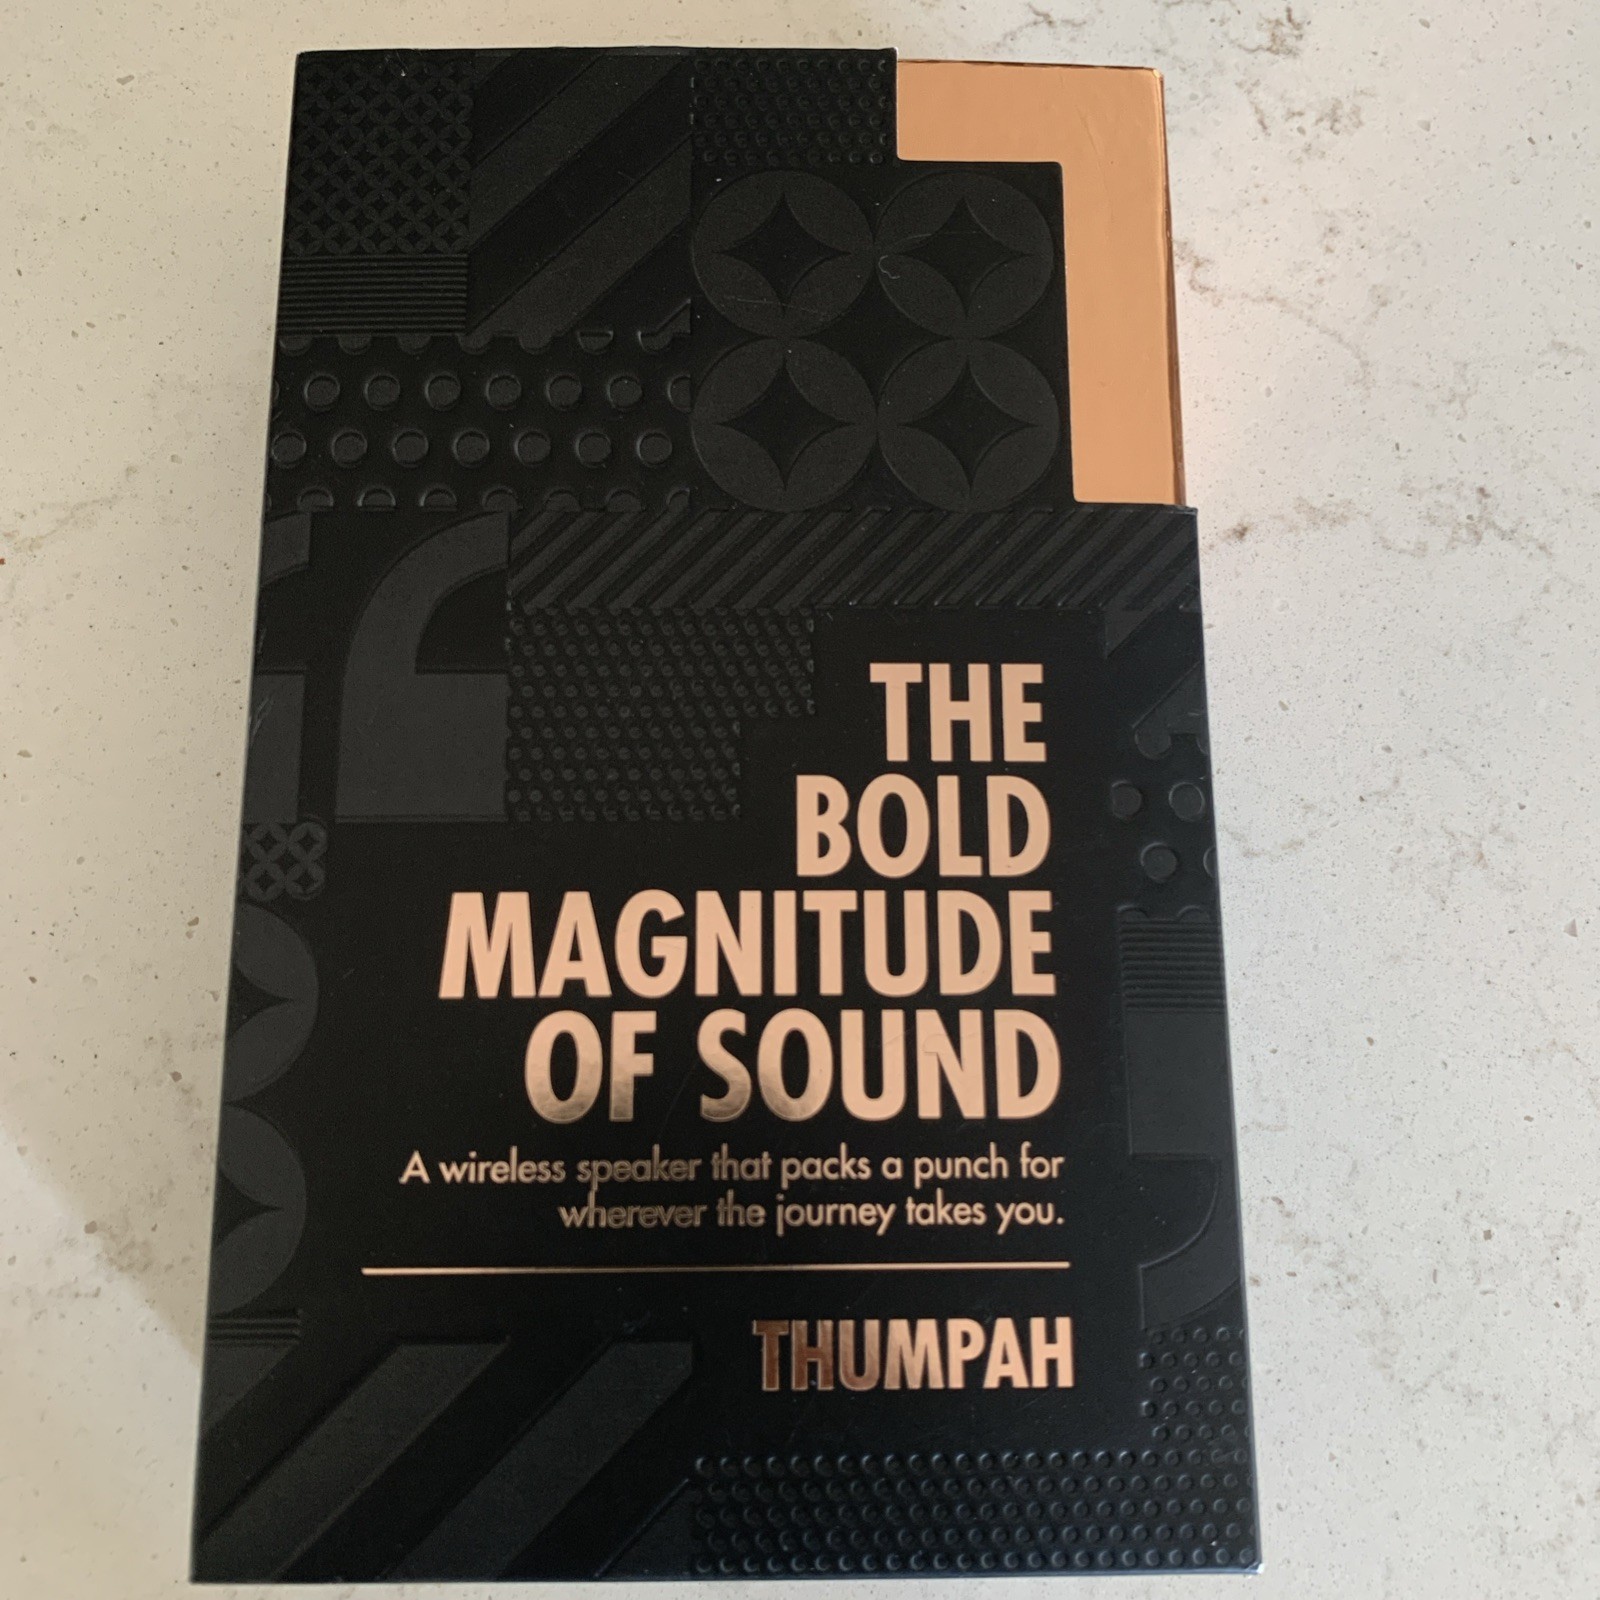 THE
BOLD
MAGNITUDE
OF SOUND
A wireless speaker that packs a punch for
wherever the journey takes you.
THUMPAH